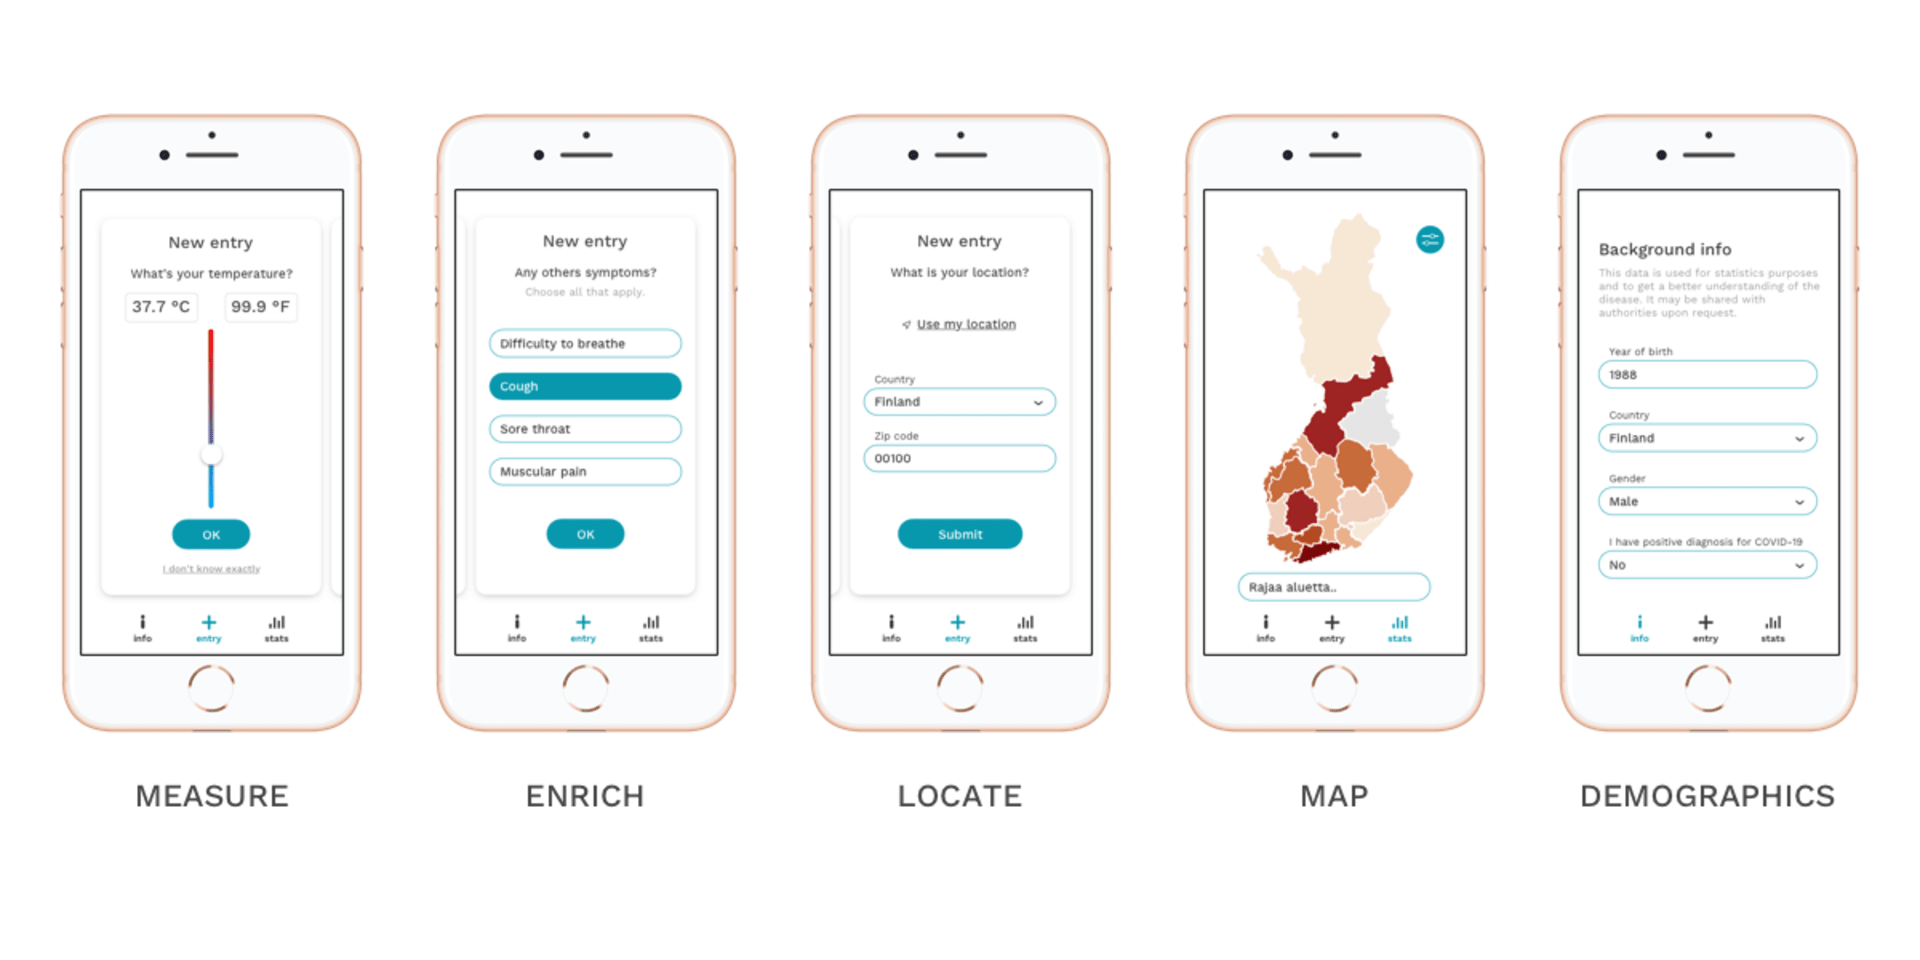 New entry
What's your temperature?
37.7 °C
99.9 °F
OK
I don't know exactly
info
entry
stats
MEASURE
New entry
Any others symptoms?
Choose all that apply.
Difficulty to breathe
Cough
Sore throat
Muscular pain
OK
info
entry
stats
ENRICH
New entry
What is your location?
Use my location
Country
Finland
Zip code
00100
Submit
info
entry
stats
LOCATE
Rajaa aluetta..
info
entry
stats
MAP
Background info
This data is used for statistics purposes
and to get a better understanding of the
disease. It may be shared with
authorities upon request.
Year of birth
1988
Country
Finland
Gender
Male
I have positive diagnosis for COVID-19
No
info
entry
stats
DEMOGRAPHICS